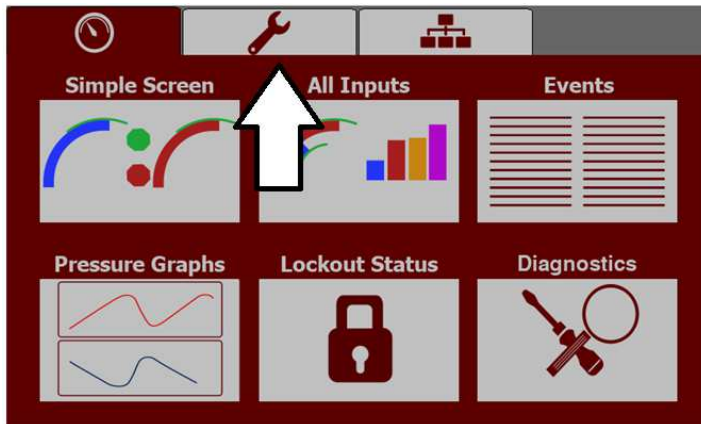 Simple Screen
All Inputs
Events
Pressure Graphs
Lockout Status
Diagnostics